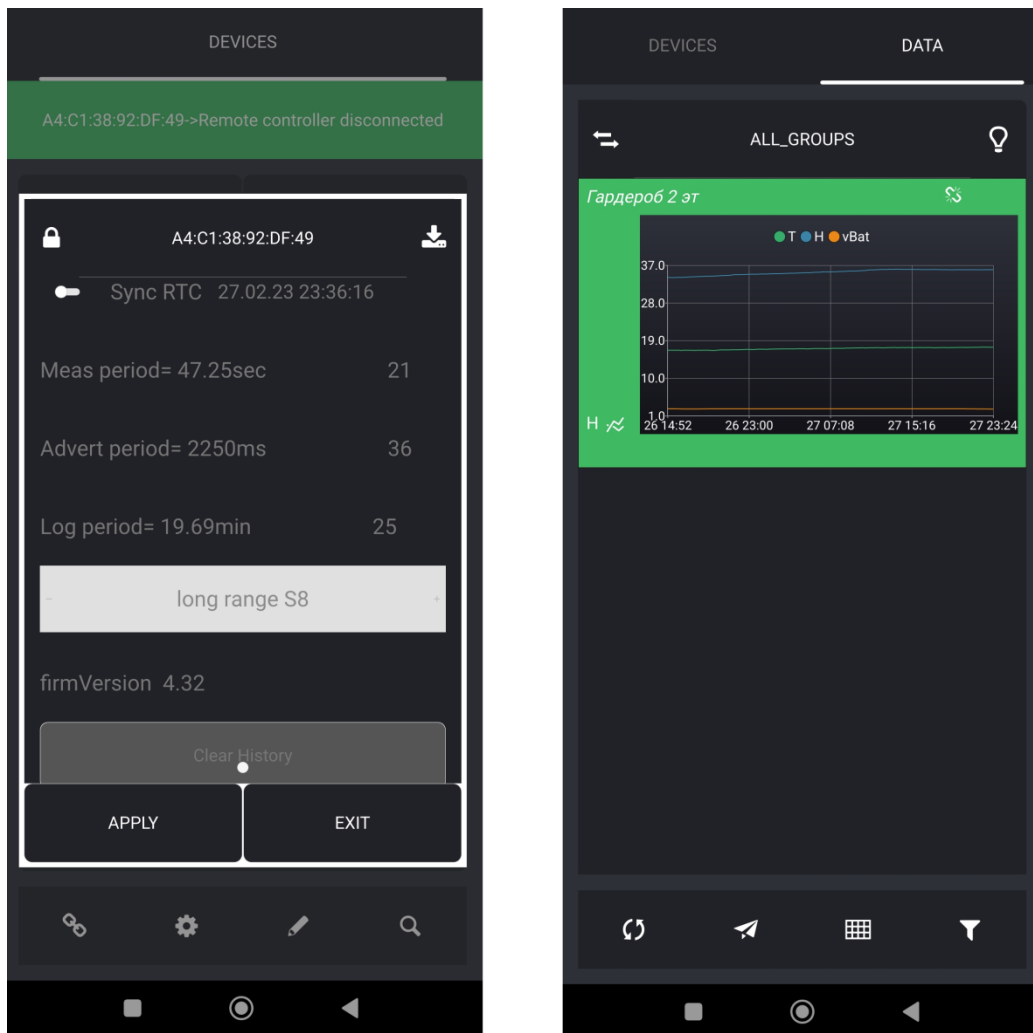 DEVICES
A4:C1:38:92:DF:49->Remote controller disconnected
A4:C1:38:92:DF:49
Sync RTC 27.02.23 23:36:16
Meas period= 47.25sec 21
Advert period= 2250ms 36
Log period= 19.69min 25
- long range S8 +
firmVersion 4.32
Clear History
APPLY EXIT
DEVICES DATA
ALL_GROUPS
Гардероб 2 эт
T H vBat
37.0
28.0
19.0
10.0
1.0
H
26 14:52 26 23:00 27 07:08 27 15:16 27 23:24